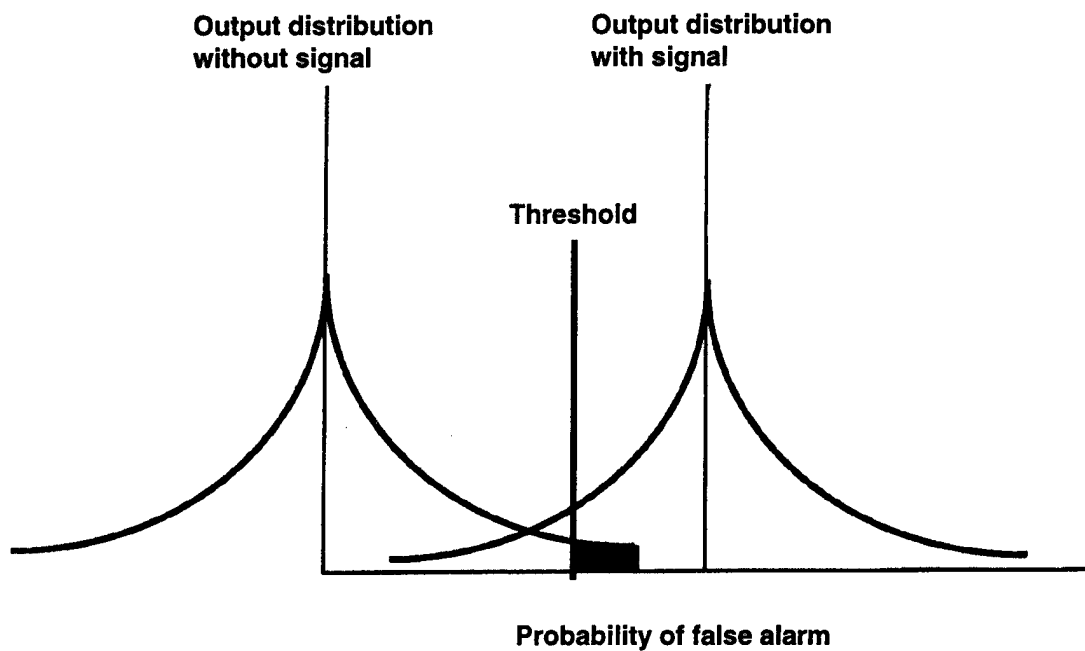 Output distribution
without signal
Output distribution
with signal
Threshold
Probability of false alarm